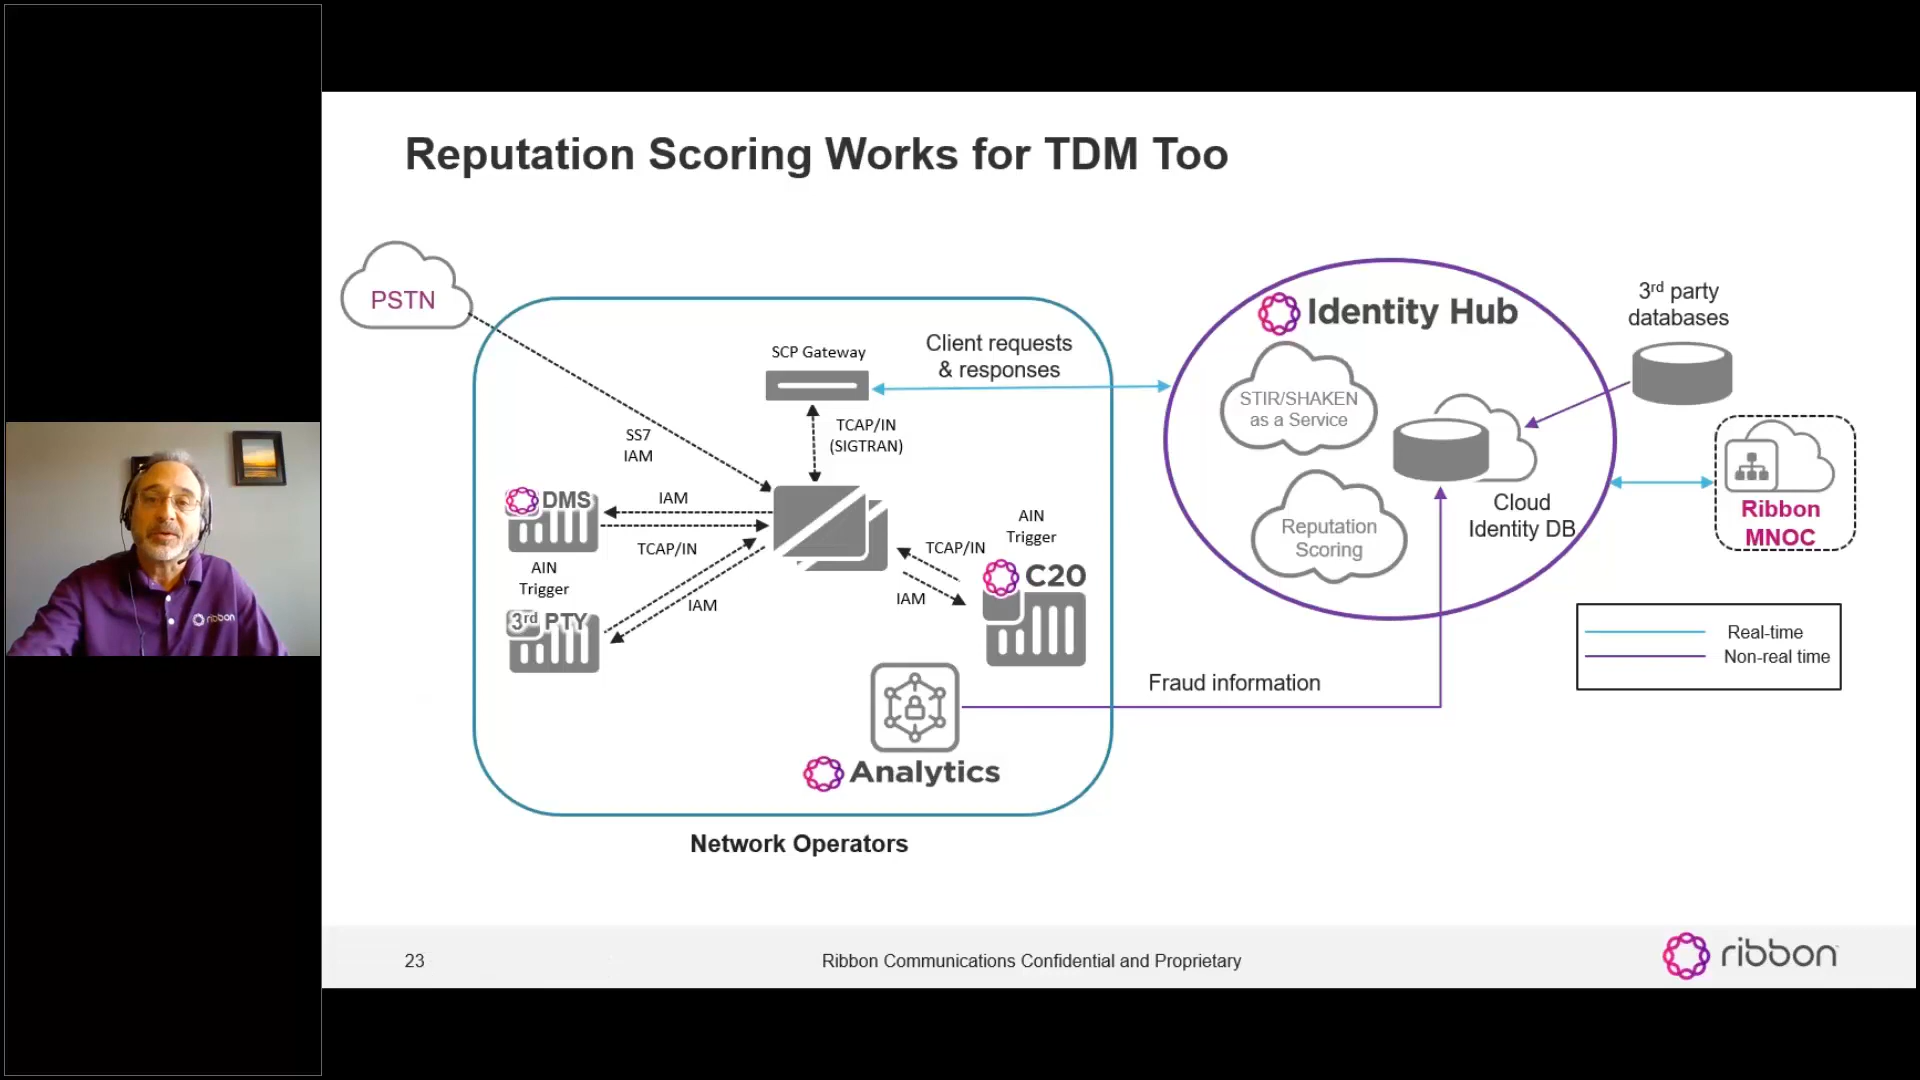 Reputation Scoring Works for TDM Too
PSTN
SCP Gateway
Client requests
& responses
SS7
IAM
TCAP/IN
(SIGTRAN)
DMS
IAM
TCAP/IN
AIN
Trigger
3rd PTY
IAM
TCAP/IN
IAM
AIN
Trigger
C20
Analytics
Network Operators
Fraud information
Identity Hub
STIR/SHAKEN
as a Service
Reputation
Scoring
Cloud
Identity DB
3rd party
databases
Ribbon
MNOC
Real-time
Non-real time
ribbon
23
Ribbon Communications Confidential and Proprietary
ribbon